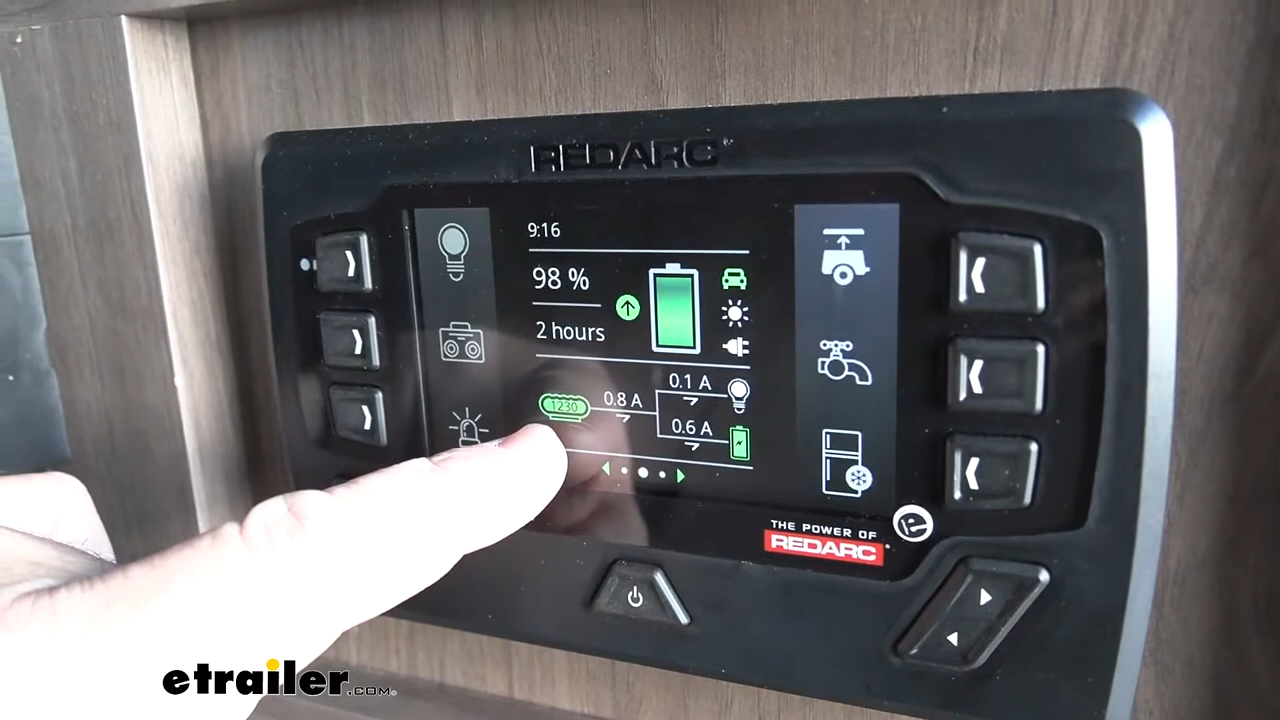 REDARC
9:16
98 %
2 hours
0.1 A
1230
0.8 A
0.6 A
THE POWER OF
REDARC
etrailer.COM